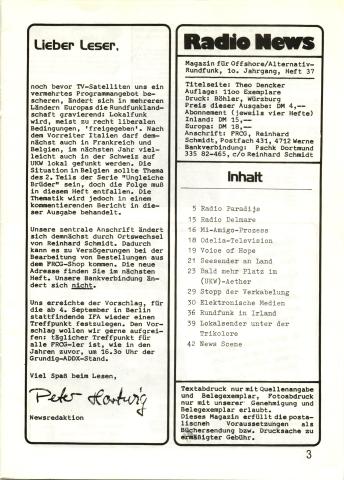 Lieber Leser,
noch bevor TV-Satelliten uns ein
vermehrtes Programmangebot be-
scheren, ändert sich in mehreren
Ländern Europas die Rundfunkland-
schaft gravierend: Lokalfunk
wird, meist zu recht liberalen
Bedingungen, 'freigegeben'. Nach
dem Vorreiter Italien darf dem-
nächst auch in Frankreich und
Belgien, im nächsten Jahr viel-
leicht auch in der Schweiz auf
UKW lokal gefunkt werden. Die
Situation in Belgien sollte Thema
des 2. Teils der Serie "Ungleiche
Brüder" sein, doch die Folge muß
in diesem Heft entfallen. Die
Thematik wird jedoch in einem
kommentierenden Bericht in die-
ser Ausgabe behandelt.
Unsere zentrale Anschrift ändert
sich demnächst durch Ortswechsel
von Reinhard Schmidt. Dadurch
kann es zu Verzögerungen bei der
Bearbeitung von Bestellungen aus
dem FRCG-Shop kommen. Die neue
Adresse finden Sie im nächsten
Heft. Unsere Bankverbindung än-
dert sich nicht.
Uns erreichte der Vorschlag, für
die ab 4. September in Berlin
stattfindende IFA wieder einen
Treffpunkt festzulegen. Den Vor-
schlag wollen wir gerne aufgrei-
fen: täglicher Treffpunkt für
alle FRCG-ler ist, wie in den
Jahren zuvor, um 16.3o Uhr der
Grundig-ADDX-Stand.
Viel Spaß beim Lesen,
Peter Hartwig
Newsredaktion
Radio News
Magazin für Offshore/Alternativ-
Rundfunk, 1o. Jahrgang, Heft 37
Titelseite: Theo Dencker
Auflage: 11oo Exemplare
Druck: Böhler, Würzburg
Preis dieser Ausgabe: DM 4,--
Abonnement (jeweils vier Hefte)
Inland: DM 15,--
Europa: DM 18,--
Anschrift: FRCG, Reinhard
Schmidt, Postfach 431, 4712 Werne
Bankverbindung: PschK Dortmund
335 82-465, c/o Reinhard Schmidt
Inhalt
5 Radio Paradijs
15 Radio Delmare
16 Mi-Amigo-Prozess
18 Odelia-Television
19 Voice of Hope
21 Seesender an Land
23 Bald mehr Platz im
(UKW)-Aether
29 Stopp der Verkabelung
30 Elektronische Medien
36 Rundfunk in Irland
39 Lokalsender unter der
Trikolore
42 News Scene
Textabdruck nur mit Quellenangabe
und Belegexemplar, Fotoabdruck
nur mit unserer Genehmigung und
Belegexemplar erlaubt.
Dieses Magazin erfüllt die posta-
lischen Voraussetzungen als
Büchersendung bzw. Drucksache zu
ermäßigter Gebühr.
3